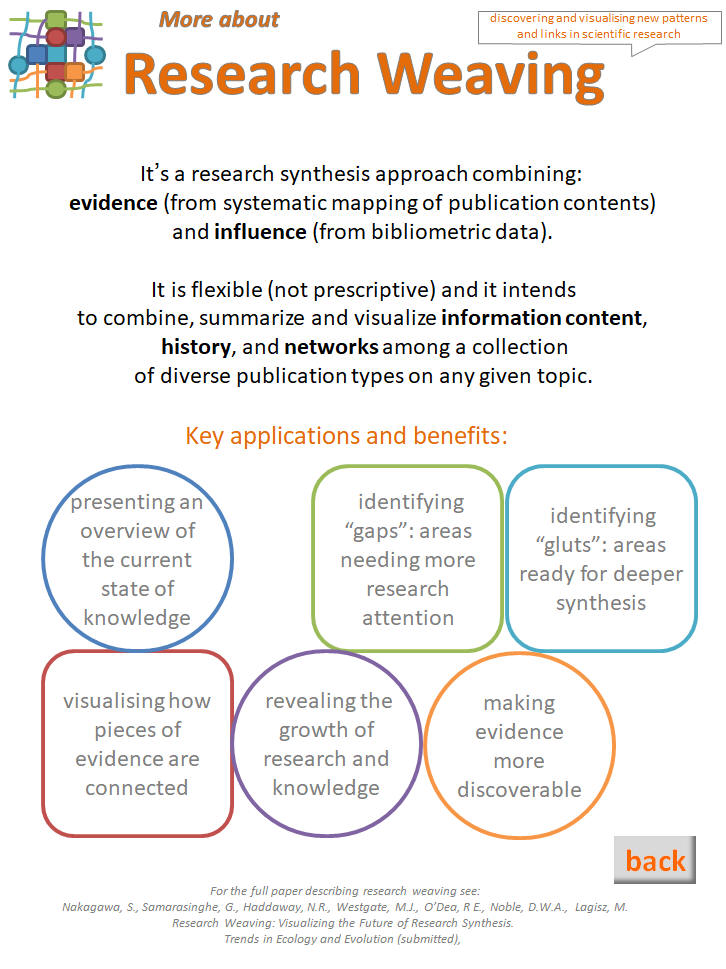 More about
discovering and visualising new patterns
and links in scientific research
Research Weaving
It’s a research synthesis approach combining:
evidence (from systematic mapping of publication contents)
and influence (from bibliometric data).
It is flexible (not prescriptive) and it intends
to combine, summarize and visualize information content,
history, and networks among a collection
of diverse publication types on any given topic.
Key applications and benefits:
presenting an
overview of
the current
state of
knowledge
identifying
“gaps”: areas
needing more
research
attention
identifying
“gluts”: areas
ready for deeper
synthesis
visualising how
pieces of
evidence are
connected
revealing the
growth of
research and
knowledge
making
evidence
more
discoverable
back
For the full paper describing research weaving see:
Nakagawa, S., Samarasinghe, G., Haddaway, N.R., Westgate, M.J., O’Dea, R E., Noble, D.W.A., Lagisz, M.
Research Weaving: Visualizing the Future of Research Synthesis.
Trends in Ecology and Evolution (submitted),